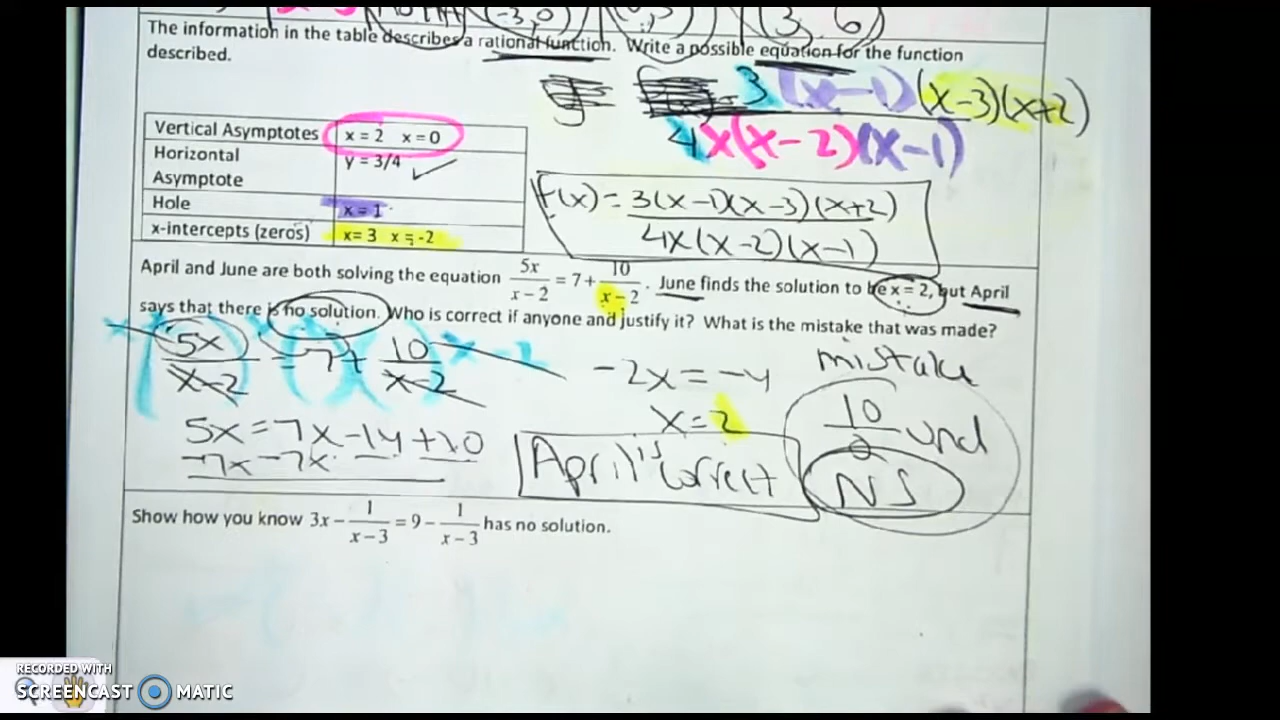 (-3,0) (3, 6)
The information in the table describes a rational function. Write a possible equation for the function
described.
3 (x-1)(x-3)(x+2)
4x(x-2)(x-1)
Vertical Asymptotes x = 2 x = 0
Horizontal Asymptote y = 3/4 ✓
Hole x = 1
x-intercepts (zeros) x= 3 x = -2
f(x) = 3(x-1)(x-3)(x+2)
4x(x-2)(x-1)
April and June are both solving the equation 5x/(x-2) = 7 + 10/(x-2). June finds the solution to be x = 2, but April
says that there is no solution. Who is correct if anyone and justify it? What is the mistake that was made?
5x/(x-2) = 7 + 10/(x-2) x-2
5x = 7x -14 +10
-7x -7x
-2x = -4
x = 2
April is correct
mistake
10/0 und
NS
Show how you know 3x - 1/(x-3) = 9 - 1/(x-3) has no solution.
RECORDED WITH
SCREENCAST MATIC